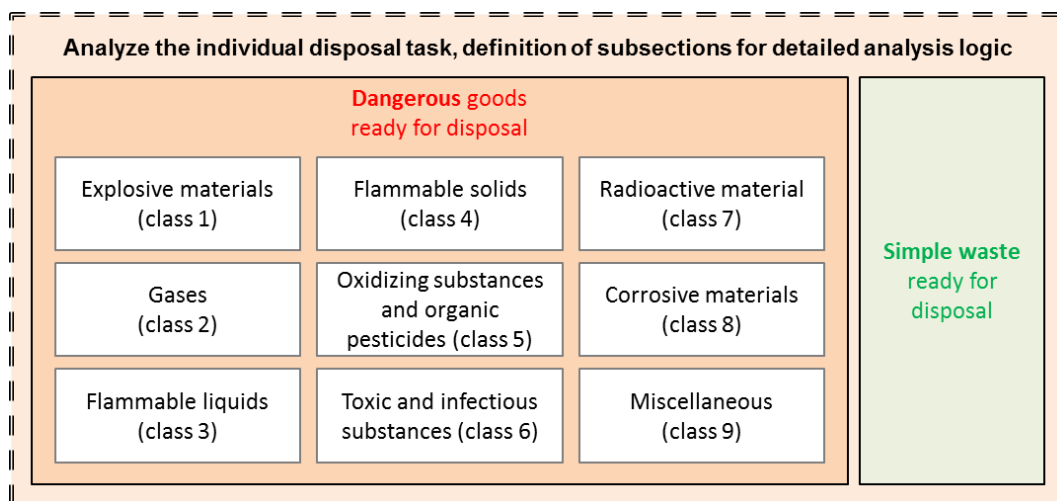 Analyze the individual disposal task, definition of subsections for detailed analysis logic
Dangerous goods
ready for disposal
Explosive materials
(class 1)
Flammable solids
(class 4)
Radioactive material
(class 7)
Gases
(class 2)
Oxidizing substances
and organic
pesticides (class 5)
Corrosive materials
(class 8)
Flammable liquids
(class 3)
Toxic and infectious
substances (class 6)
Miscellaneous
(class 9)
Simple waste
ready for
disposal